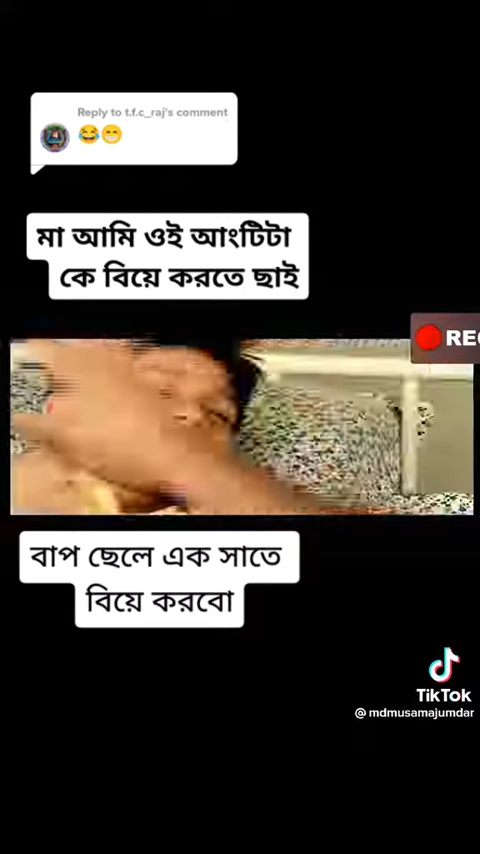 Reply to t.f.c_raj's comment
😂😁
মা আমি ওই আংটিটা
কে বিয়ে করতে ছাই
REC
বাপ ছেলে এক সাতে
বিয়ে করবো
TikTok
@ mdmusamajumdar